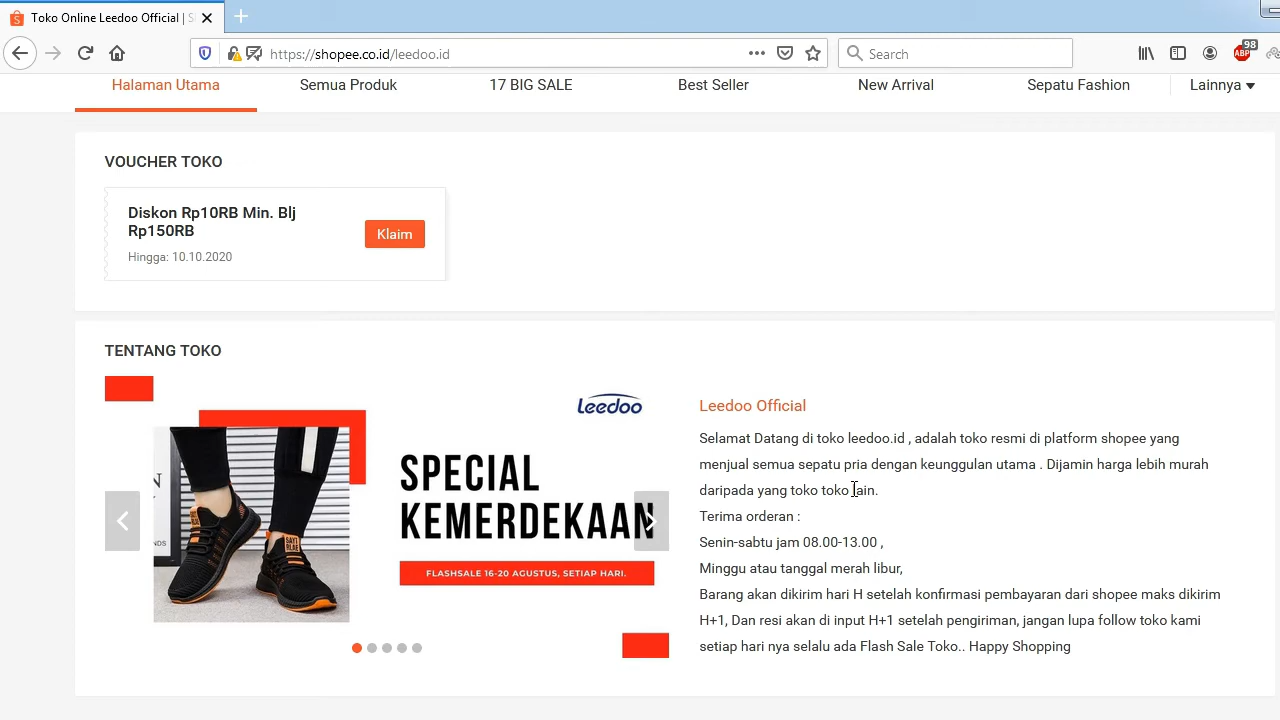 Toko Online Leedoo Official | S
https://shopee.co.id/leedoo.id
Search
98
ABP
Halaman Utama
Semua Produk
17 BIG SALE
Best Seller
New Arrival
Sepatu Fashion
Lainnya
VOUCHER TOKO
Diskon Rp10RB Min. Blj
Rp150RB
Hingga: 10.10.2020
Klaim
TENTANG TOKO
Leedoo
SPECIAL
KEMERDEKAAN
FLASHSALE 16-20 AGUSTUS, SETIAP HARI.
Leedoo Official
Selamat Datang di toko leedoo.id , adalah toko resmi di platform shopee yang
menjual semua sepatu pria dengan keunggulan utama . Dijamin harga lebih murah
daripada yang toko toko lain.
Terima orderan :
Senin-sabtu jam 08.00-13.00 ,
Minggu atau tanggal merah libur,
Barang akan dikirim hari H setelah konfirmasi pembayaran dari shopee maks dikirim
H+1, Dan resi akan di input H+1 setelah pengiriman, jangan lupa follow toko kami
setiap hari nya selalu ada Flash Sale Toko.. Happy Shopping